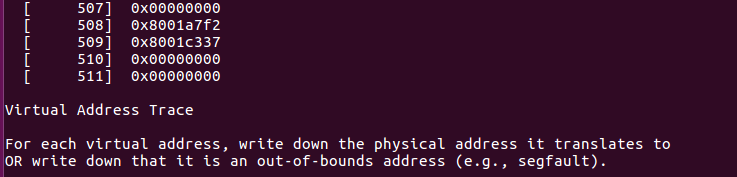 [     507]  0x00000000
[     508]  0x8001a7f2
[     509]  0x8001c337
[     510]  0x00000000
[     511]  0x00000000
Virtual Address Trace
For each virtual address, write down the physical address it translates to
OR write down that it is an out-of-bounds address (e.g., segfault).